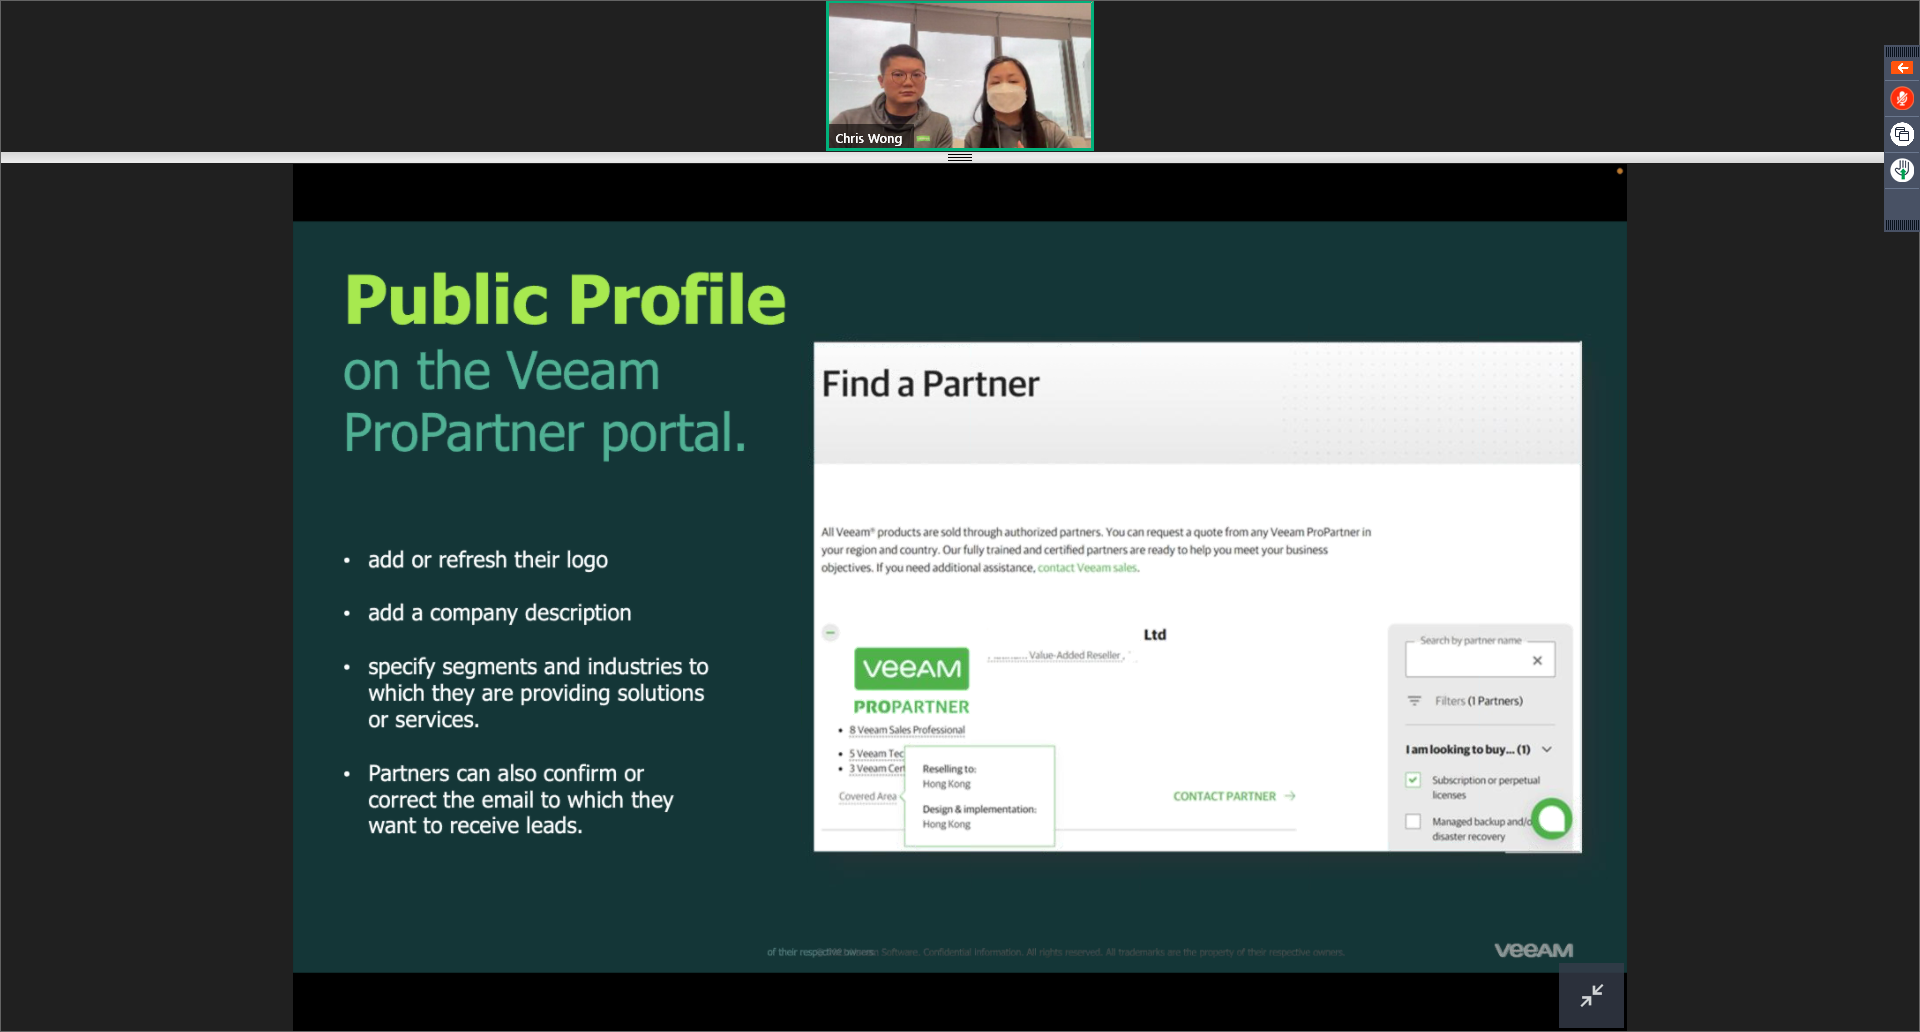 Chris Wong
Public Profile
on the Veeam
ProPartner portal.
• add or refresh their logo
• add a company description
• specify segments and industries to
which they are providing solutions
or services.
• Partners can also confirm or
correct the email to which they
want to receive leads.
Find a Partner
All Veeam® products are sold through authorized partners. You can request a quote from any Veeam ProPartner in
your region and country. Our fully trained and certified partners are ready to help you meet your business
objectives. If you need additional assistance, contact Veeam sales.
Ltd
Value-Added Reseller,
VEEAM
PROPARTNER
• 8 Veeam Sales Professional
• 5 Veeam Tec
• 3 Veeam Cert
Covered Area
Reselling to:
Hong Kong
Design & implementation:
Hong Kong
CONTACT PARTNER →
Search by partner name
Filters (1 Partners)
I am looking to buy... (1)
Subscription or perpetual
licenses
Managed backup and/o
disaster recovery
of their respective owners. Software. Confidential Information. All rights reserved. All trademarks are the property of their respective owners.
VEEAM